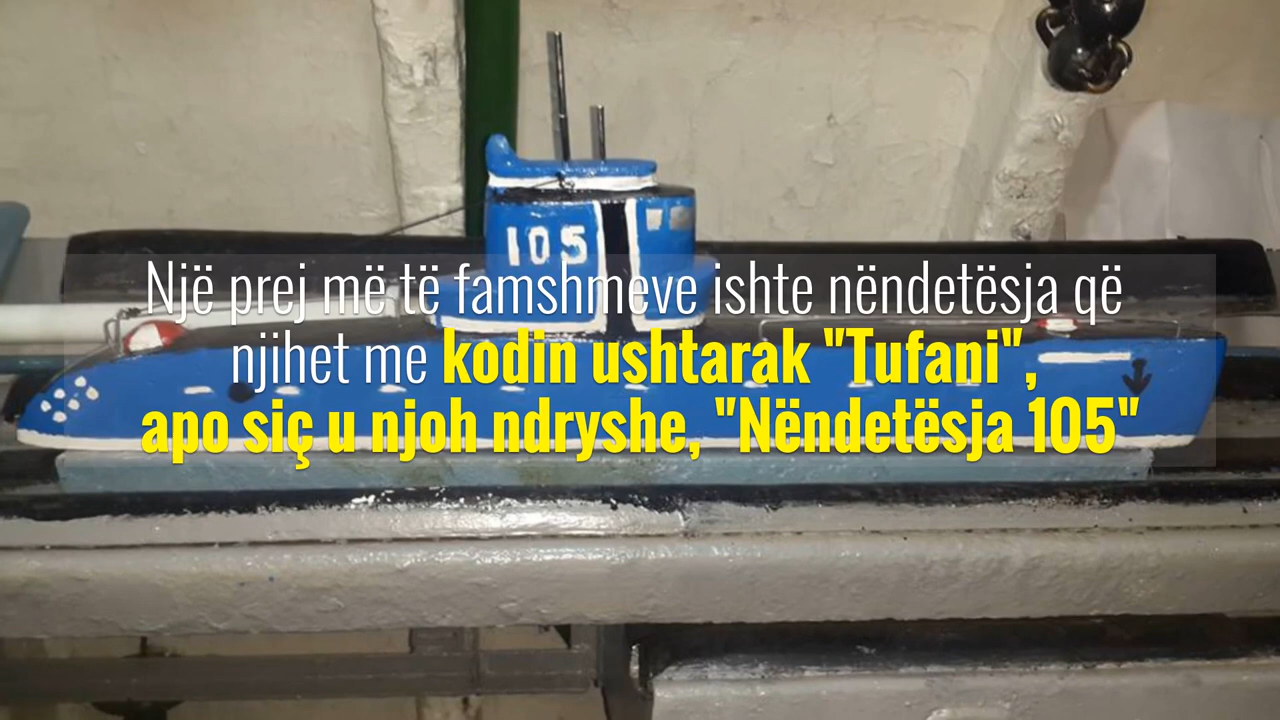 105
Një prej më të famshmeve ishte nëndetësja që
njihet me kodin ushtarak "Tufani",
apo siç u njoh ndryshe, "Nëndetësja 105"